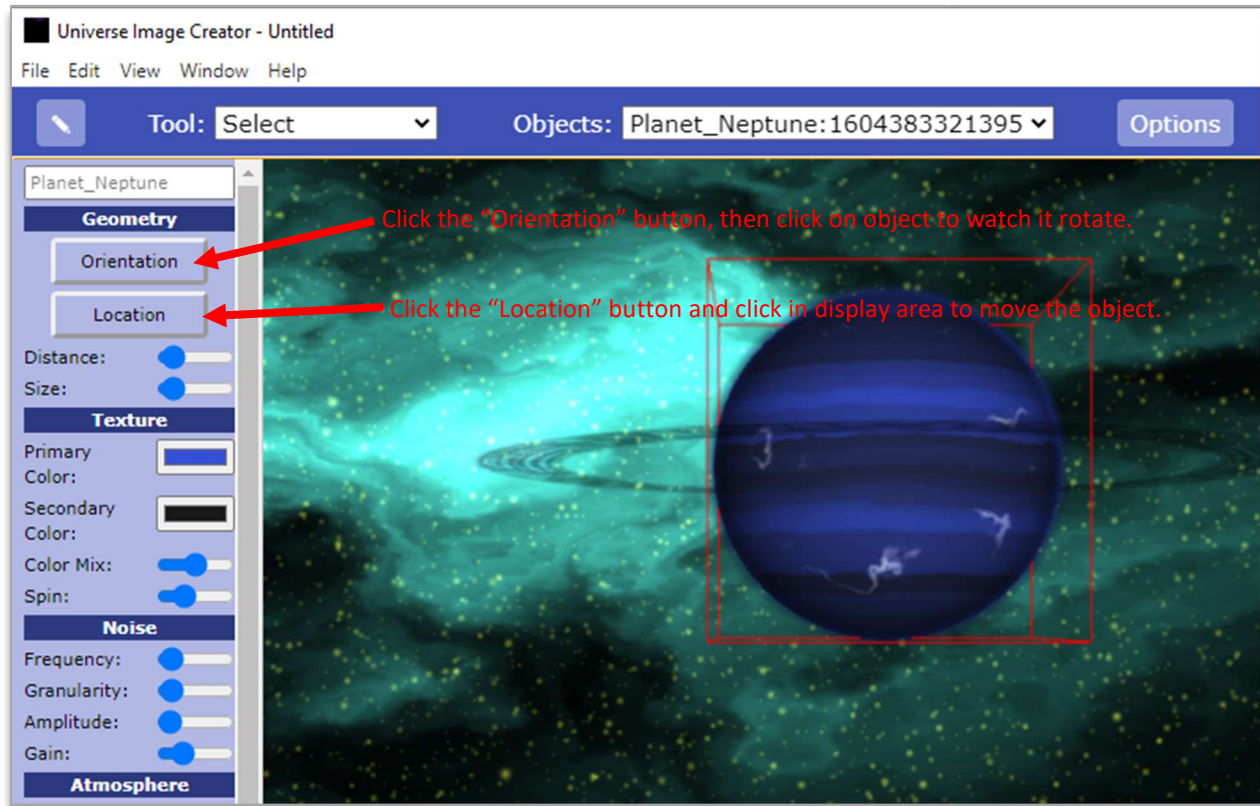 Universe Image Creator - Untitled
File Edit View Window Help
Tool: Select Objects: Planet_Neptune:1604383321395 Options
Planet_Neptune
Geometry
Click the “Orientation” button, then click on object to watch it rotate.
Orientation
Click the “Location” button and click in display area to move the object.
Location
Distance:
Size:
Texture
Primary
Color:
Secondary
Color:
Color Mix:
Spin:
Noise
Frequency:
Granularity:
Amplitude:
Gain:
Atmosphere